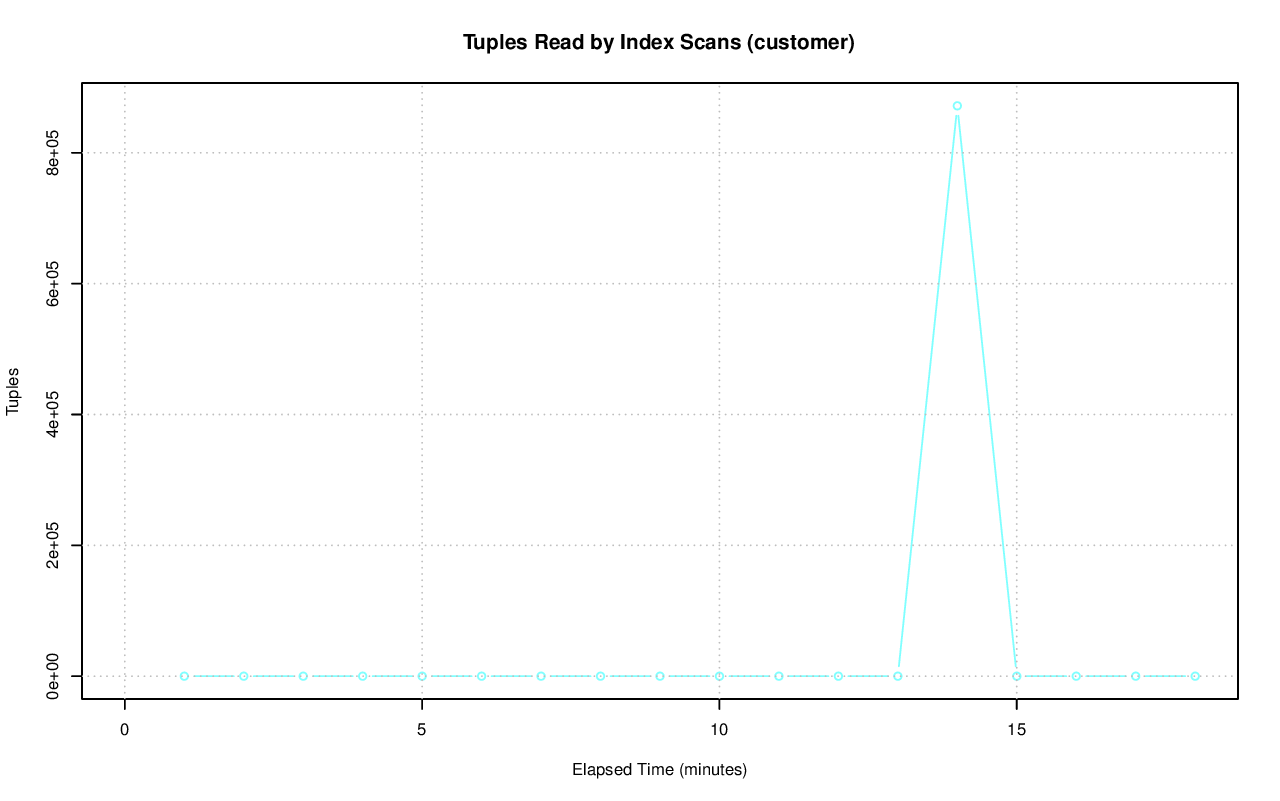 Tuples Read by Index Scans (customer)
Tuples
8e+05
6e+05
4e+05
2e+05
0e+00
0 5 10 15
Elapsed Time (minutes)